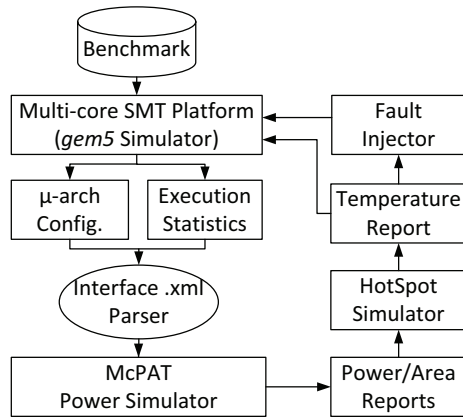 Benchmark
Multi-core SMT Platform
(gem5 Simulator)
Fault
Injector
μ-arch
Config.
Execution
Statistics
Temperature
Report
Interface .xml
Parser
HotSpot
Simulator
McPAT
Power Simulator
Power/Area
Reports